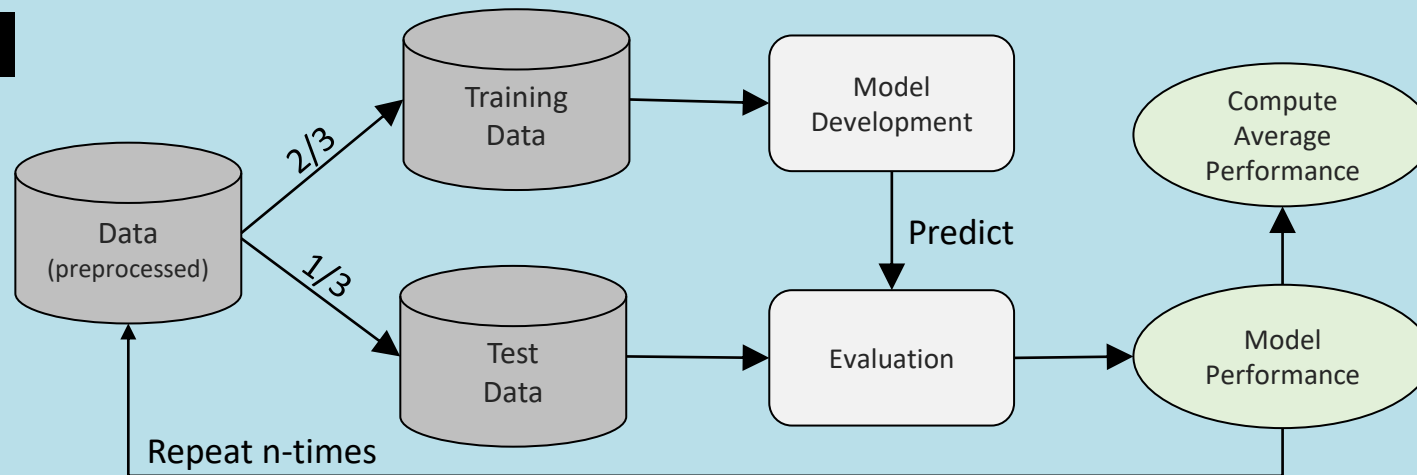 Training
Data
Model
Development
Compute
Average
Performance
2/3
Data
(preprocessed)
Predict
1/3
Test
Data
Evaluation
Model
Performance
Repeat n-times